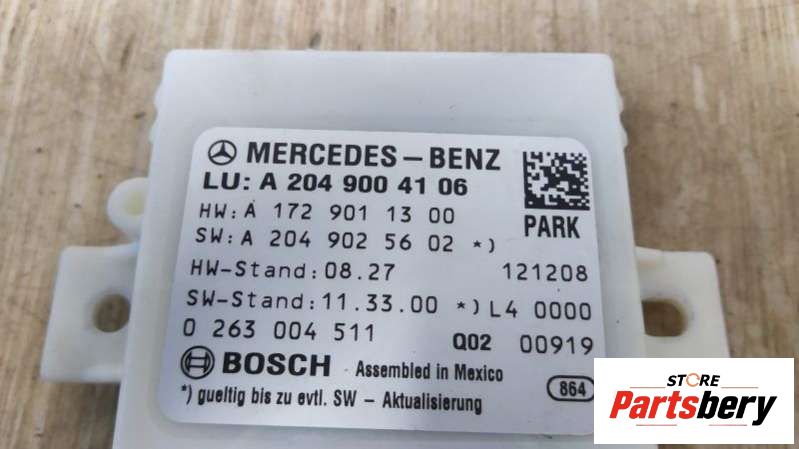 MERCEDES-BENZ
LU: A 204 900 41 06
HW: A 172 901 13 00
PARK
SW: A 204 902 56 02 *)
HW-Stand: 08.27 121208
SW-Stand: 11.33.00 *) L4 0000
0 263 004 511 Q02 00919
BOSCH Assembled in Mexico 864
*) gueltig bis zu evtl. SW - Aktualisierung
STORE
Partsbery